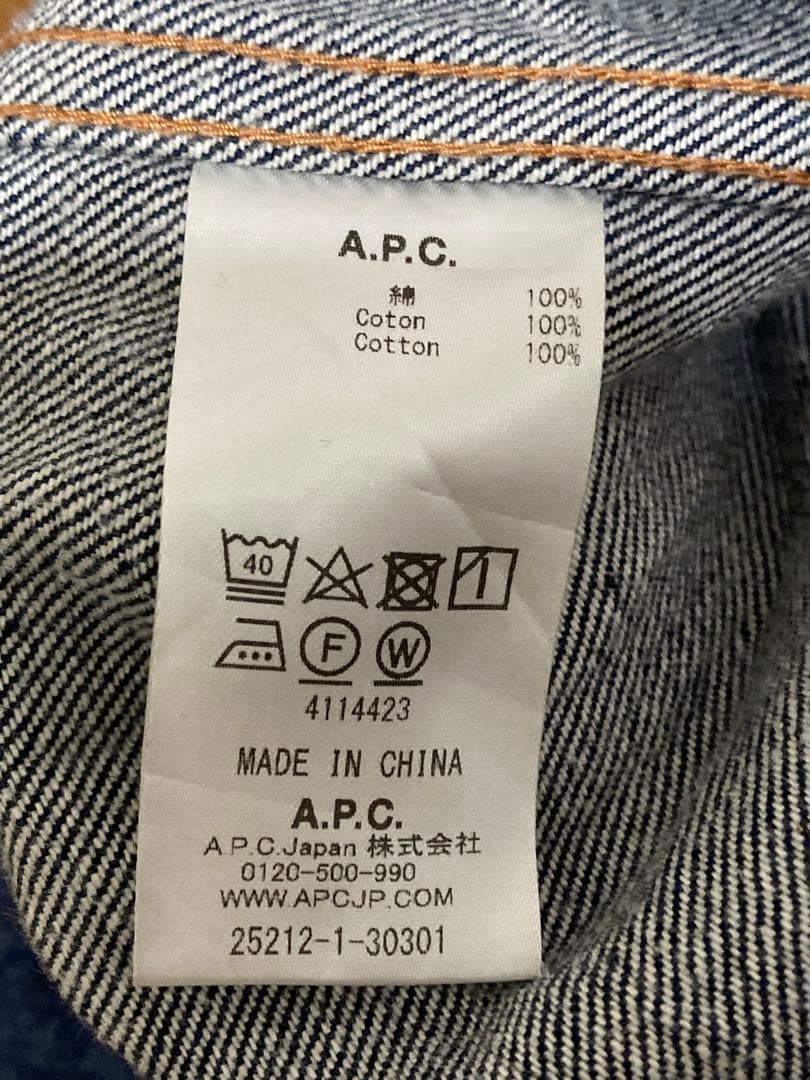 A.P.C.
綿 100%
Coton 100%
Cotton 100%
40
F W
4114423
MADE IN CHINA
A.P.C.
A.P.C.Japan 株式会社
0120-500-990
WWW.APCJP.COM
25212-1-30301